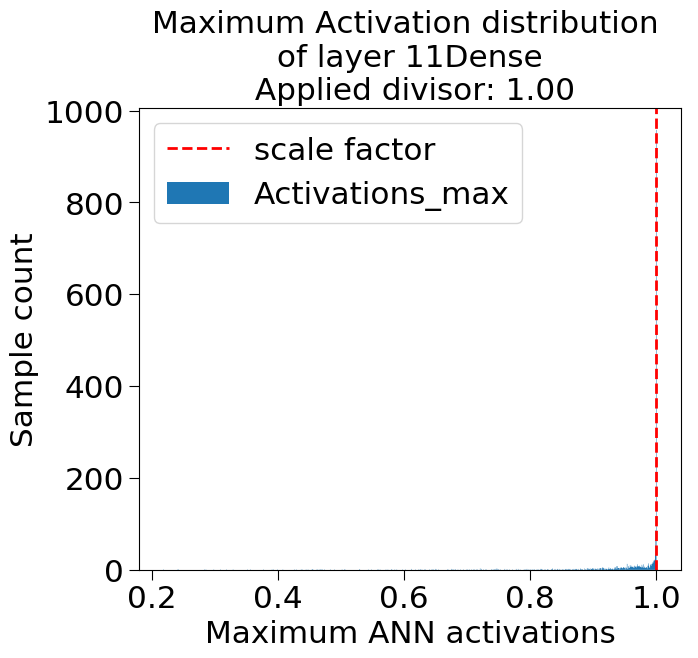 Maximum Activation distribution
of layer 11Dense
Applied divisor: 1.00
1000
800
600
400
200
0
Sample count
scale factor
Activations_max
0.2 0.4 0.6 0.8 1.0
Maximum ANN activations